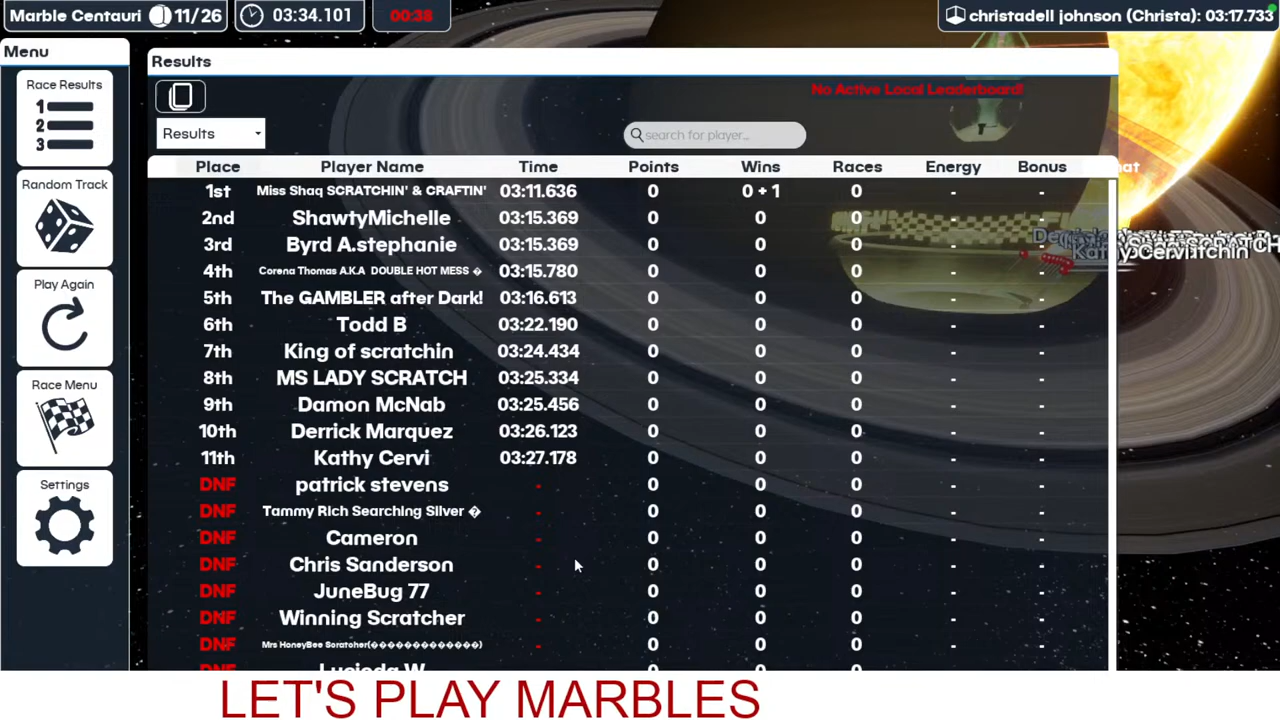 Marble Centauri 11/26 03:34.101 00:38 christadell johnson (Christa): 03:17.733
Menu
Results
Race Results
1
2
3
No Active Local Leaderboard!
Results search for player...
Random Track
Place Player Name Time Points Wins Races Energy Bonus
1st Miss Shaq SCRATCHIN' & CRAFTIN' 03:11.636 0 0 + 1 0 - -
2nd ShawtyMichelle 03:15.369 0 0 0 - -
3rd Byrd A.stephanie 03:15.369 0 0 0 - -
4th Corena Thomas A.K.A DOUBLE HOT MESS � 03:15.780 0 0 0 - -
Play Again
5th The GAMBLER after Dark! 03:16.613 0 0 0 - -
6th Todd B 03:22.190 0 0 0 - -
7th King of scratchin 03:24.434 0 0 0 - -
Race Menu
8th MS LADY SCRATCH 03:25.334 0 0 0 - -
9th Damon McNab 03:25.456 0 0 0 - -
10th Derrick Marquez 03:26.123 0 0 0 - -
11th Kathy Cervi 03:27.178 0 0 0 - -
Settings
DNF patrick stevens - 0 0 0 - -
DNF Tammy Rich Searching Silver � - 0 0 0 - -
DNF Cameron - 0 0 0 - -
DNF Chris Sanderson - 0 0 0 - -
DNF JuneBug 77 - 0 0 0 - -
DNF Winning Scratcher - 0 0 0 - -
DNF Mrs HoneyBee Scratcher(���������������) - 0 0 0 - -
LET'S PLAY MARBLES